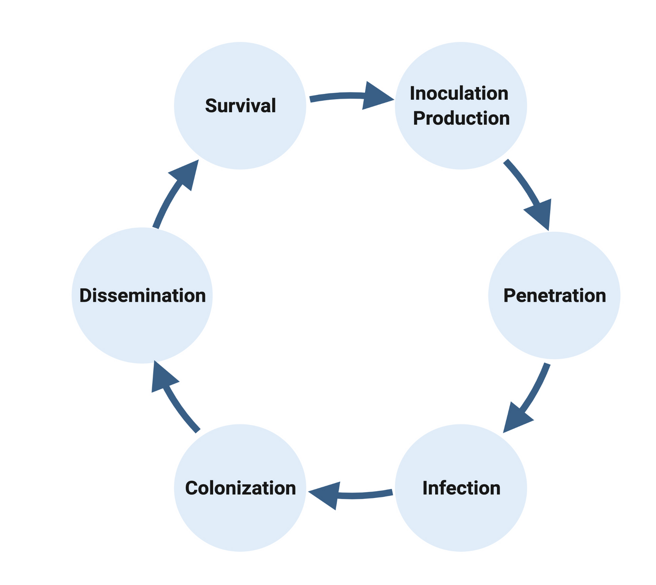 Survival
Inoculation
Production
Penetration
Infection
Colonization
Dissemination